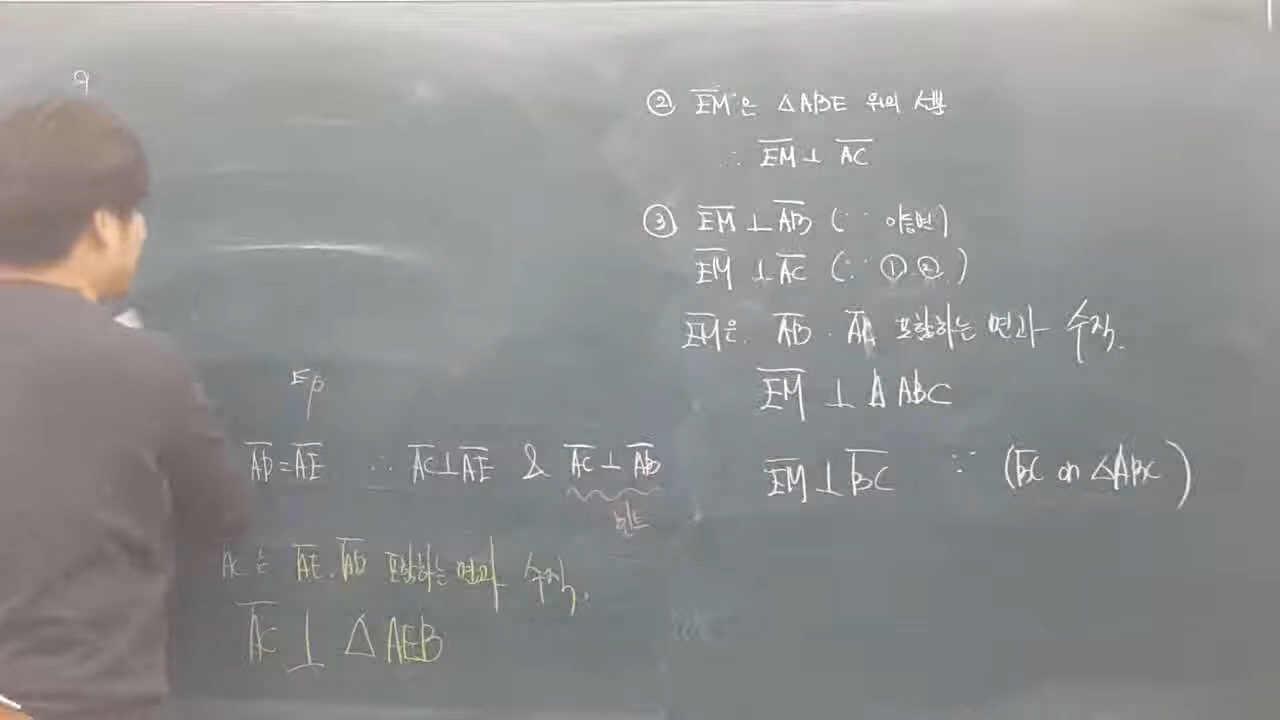 9
AD=AE ∴ AC⊥AE & AC⊥AB
힌트
AC는 AE, AB 포함하는 면과 수직.
AC ⊥ △AEB
② EM은 △ABE 위의 선분
∴ EM⊥AC
③ EM⊥AB (∵ 이등변)
EM⊥AC (∵ ①,②.)
EM은. AB. 포함하는 면과 수직.
EM ⊥ △ABC
EM⊥BC ∵ (BC on △ABC)